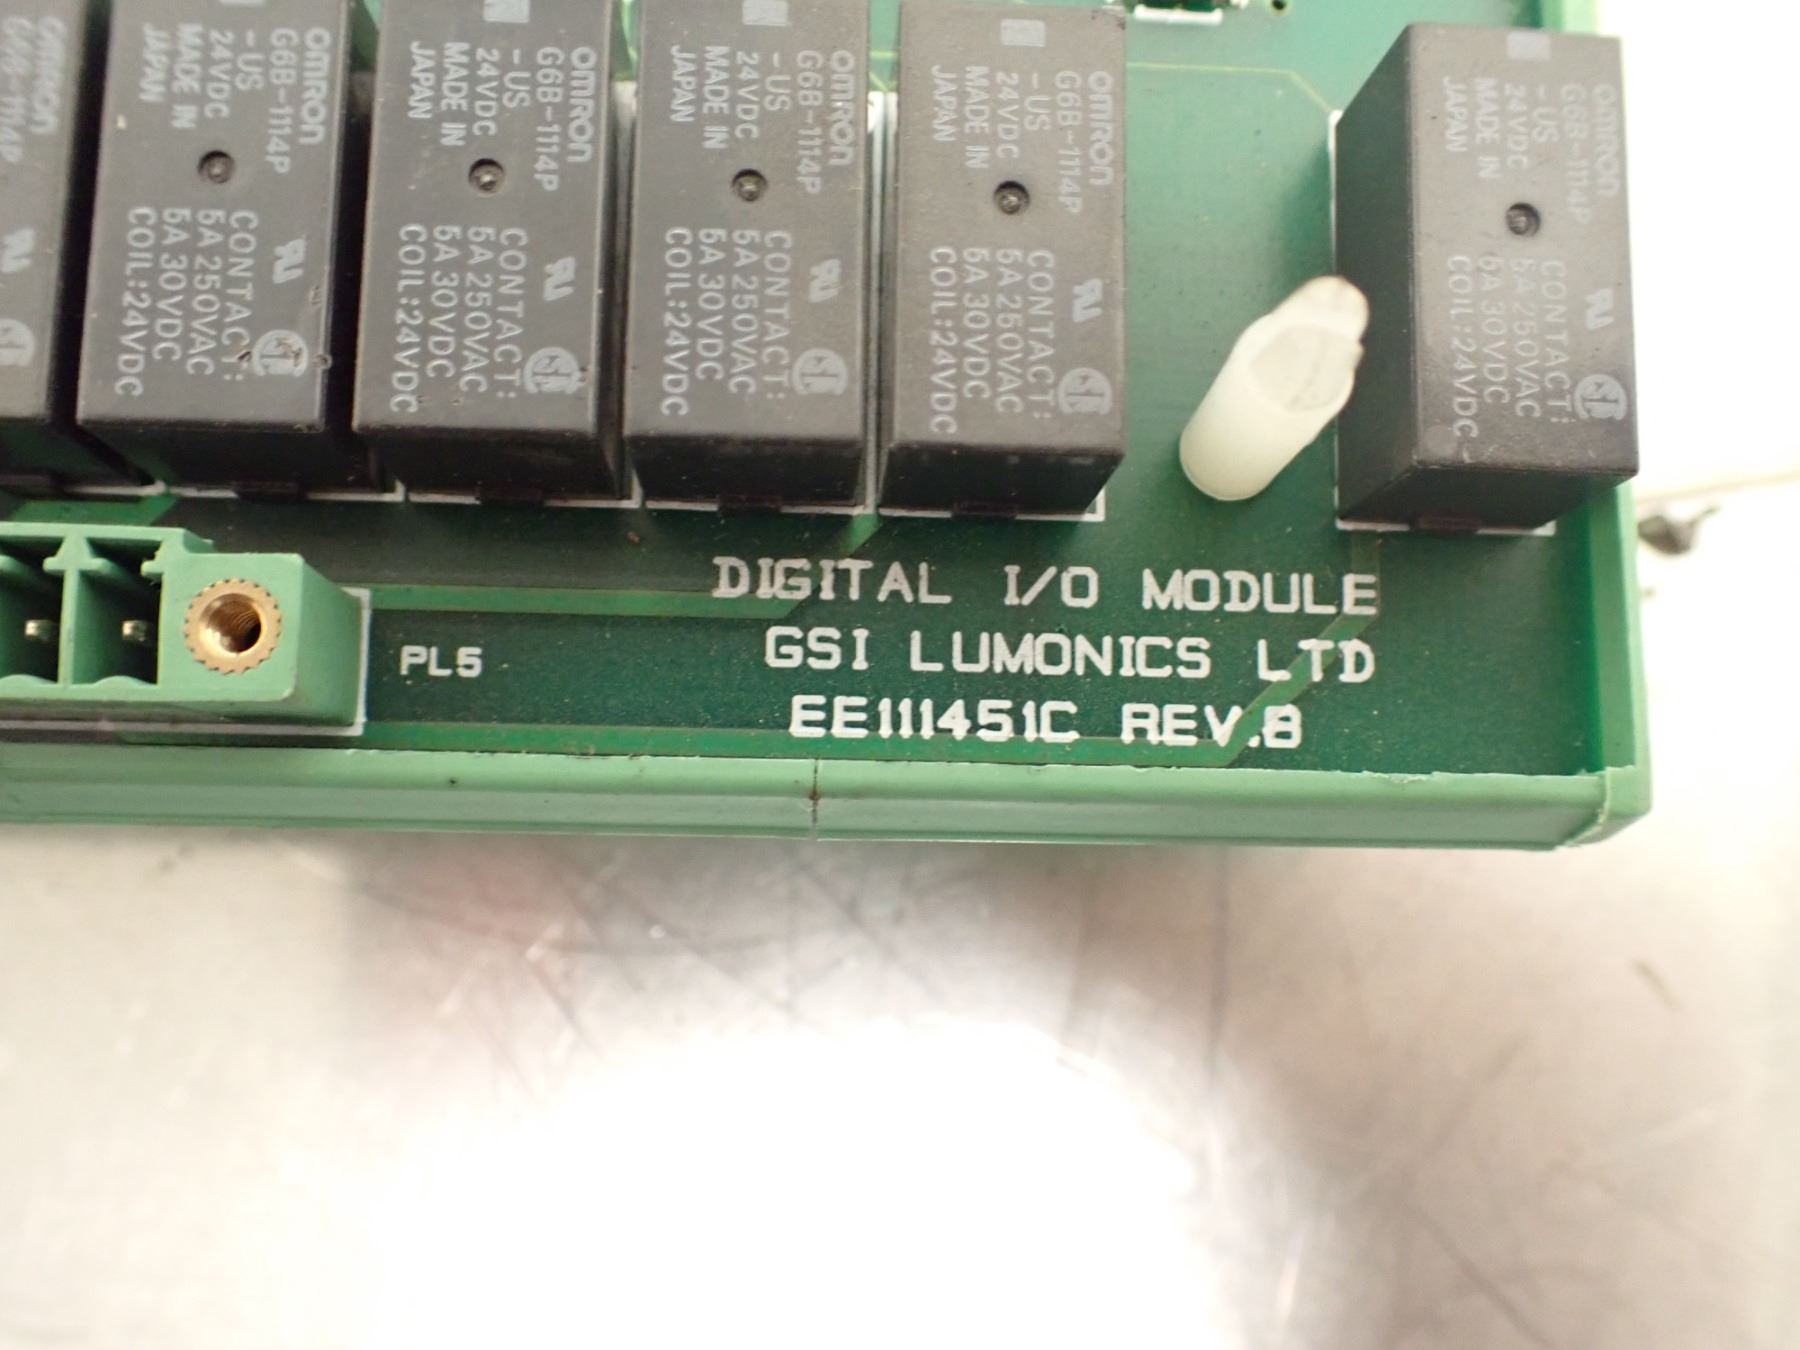 OMRON
G6B-1114P
-US
24VDC
MADE IN
JAPAN
CONTACT:
5A 250VAC
5A 30VDC
COIL:24VDC
OMRON
G6B-1114P
-US
24VDC
MADE IN
JAPAN
CONTACT:
5A 250VAC
5A 30VDC
COIL:24VDC
OMRON
G6B-1114P
-US
24VDC
MADE IN
JAPAN
CONTACT:
5A 250VAC
5A 30VDC
COIL:24VDC
OMRON
G6B-1114P
-US
24VDC
MADE IN
JAPAN
CONTACT:
5A 250VAC
5A 30VDC
COIL:24VDC
OMRON
G6B-1114P
-US
24VDC
MADE IN
JAPAN
CONTACT:
5A 250VAC
5A 30VDC
COIL:24VDC
OMRON
G6B-1114P
PL5
DIGITAL I/O MODULE
GSI LUMONICS LTD
EE111451C REV.B